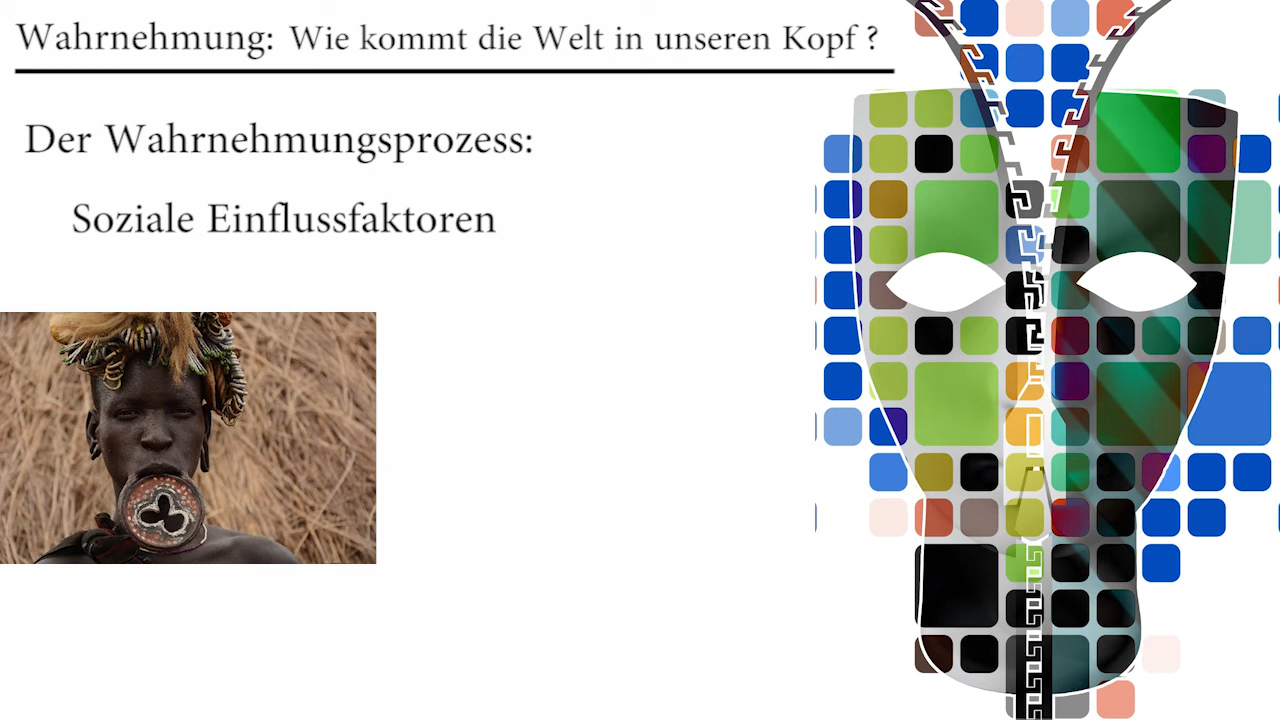 Wahrnehmung: Wie kommt die Welt in unseren Kopf ?
Der Wahrnehmungsprozess:
Soziale Einflussfaktoren